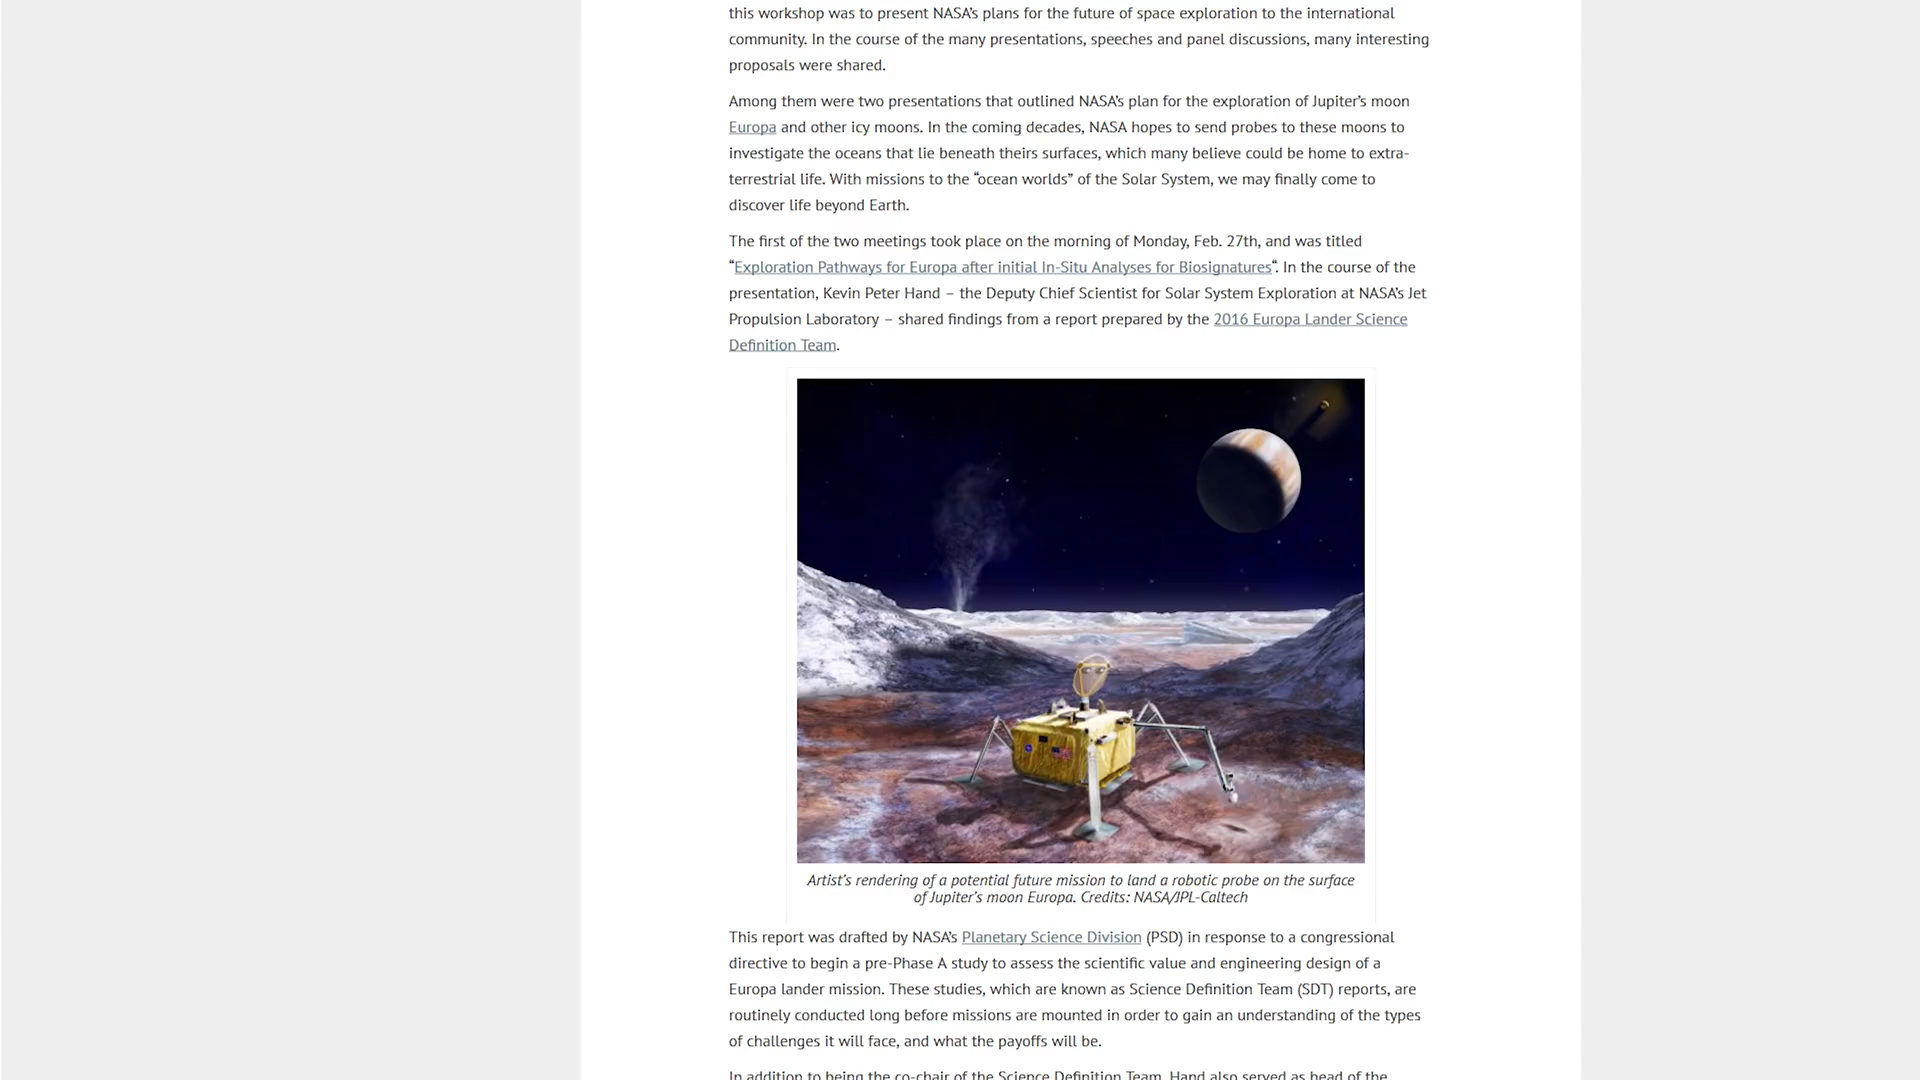 this workshop was to present NASA’s plans for the future of space exploration to the international
community. In the course of the many presentations, speeches and panel discussions, many interesting
proposals were shared.
Among them were two presentations that outlined NASA’s plan for the exploration of Jupiter’s moon
Europa and other icy moons. In the coming decades, NASA hopes to send probes to these moons to
investigate the oceans that lie beneath theirs surfaces, which many believe could be home to extra-
terrestrial life. With missions to the “ocean worlds” of the Solar System, we may finally come to
discover life beyond Earth.
The first of the two meetings took place on the morning of Monday, Feb. 27th, and was titled
“Exploration Pathways for Europa after initial In-Situ Analyses for Biosignatures“. In the course of the
presentation, Kevin Peter Hand – the Deputy Chief Scientist for Solar System Exploration at NASA’s Jet
Propulsion Laboratory – shared findings from a report prepared by the 2016 Europa Lander Science
Definition Team.
Artist’s rendering of a potential future mission to land a robotic probe on the surface
of Jupiter’s moon Europa. Credits: NASA/JPL-Caltech
This report was drafted by NASA’s Planetary Science Division (PSD) in response to a congressional
directive to begin a pre-Phase A study to assess the scientific value and engineering design of a
Europa lander mission. These studies, which are known as Science Definition Team (SDT) reports, are
routinely conducted long before missions are mounted in order to gain an understanding of the types
of challenges it will face, and what the payoffs will be.
In addition to being the co-chair of the Science Definition Team, Hand also served as head of the